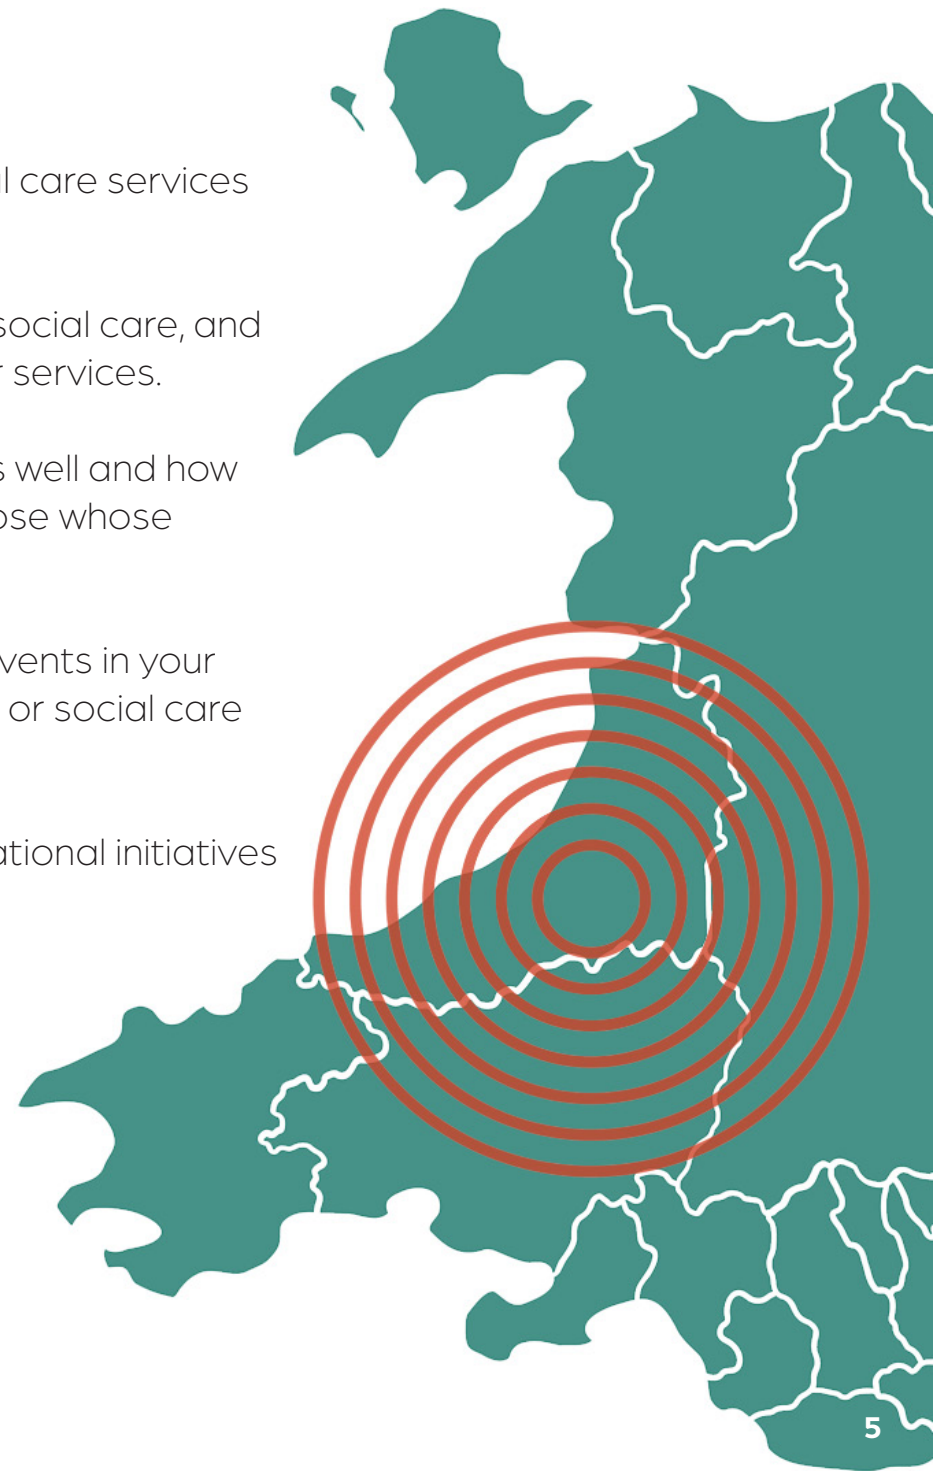 l care services
social care, and
r services.
s well and how
ose whose
vents in your
or social care
ational initiatives
5